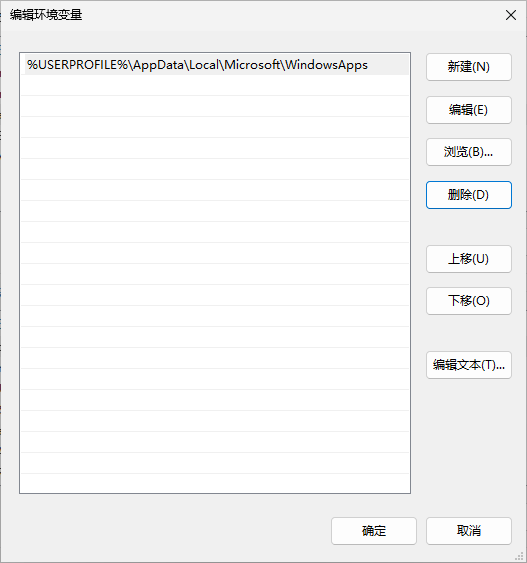 编辑环境变量
%USERPROFILE%\AppData\Local\Microsoft\WindowsApps
新建(N)
编辑(E)
浏览(B)...
删除(D)
上移(U)
下移(O)
编辑文本(T)...
确定
取消